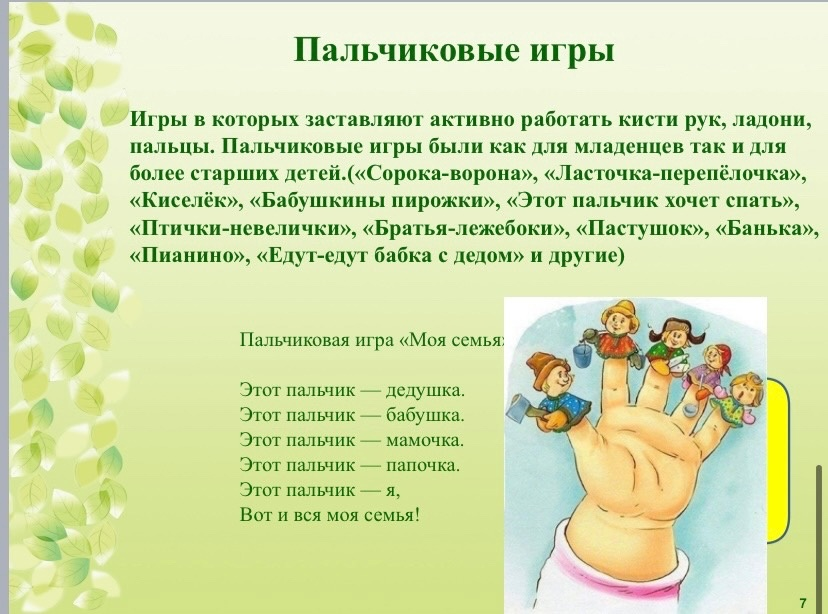 Пальчиковые игры
Игры в которых заставляют активно работать кисти рук, ладони,
пальцы. Пальчиковые игры были как для младенцев так и для
более старших детей.(«Сорока-ворона», «Ласточка-перепёлочка»,
«Киселёк», «Бабушкины пирожки», «Этот пальчик хочет спать»,
«Птички-невелички», «Братья-лежебоки», «Пастушок», «Банька»,
«Пианино», «Едут-едут бабка с дедом» и другие)
Пальчиковая игра «Моя семья»
Этот пальчик — дедушка.
Этот пальчик — бабушка.
Этот пальчик — мамочка.
Этот пальчик — папочка.
Этот пальчик — я,
Вот и вся моя семья!
7